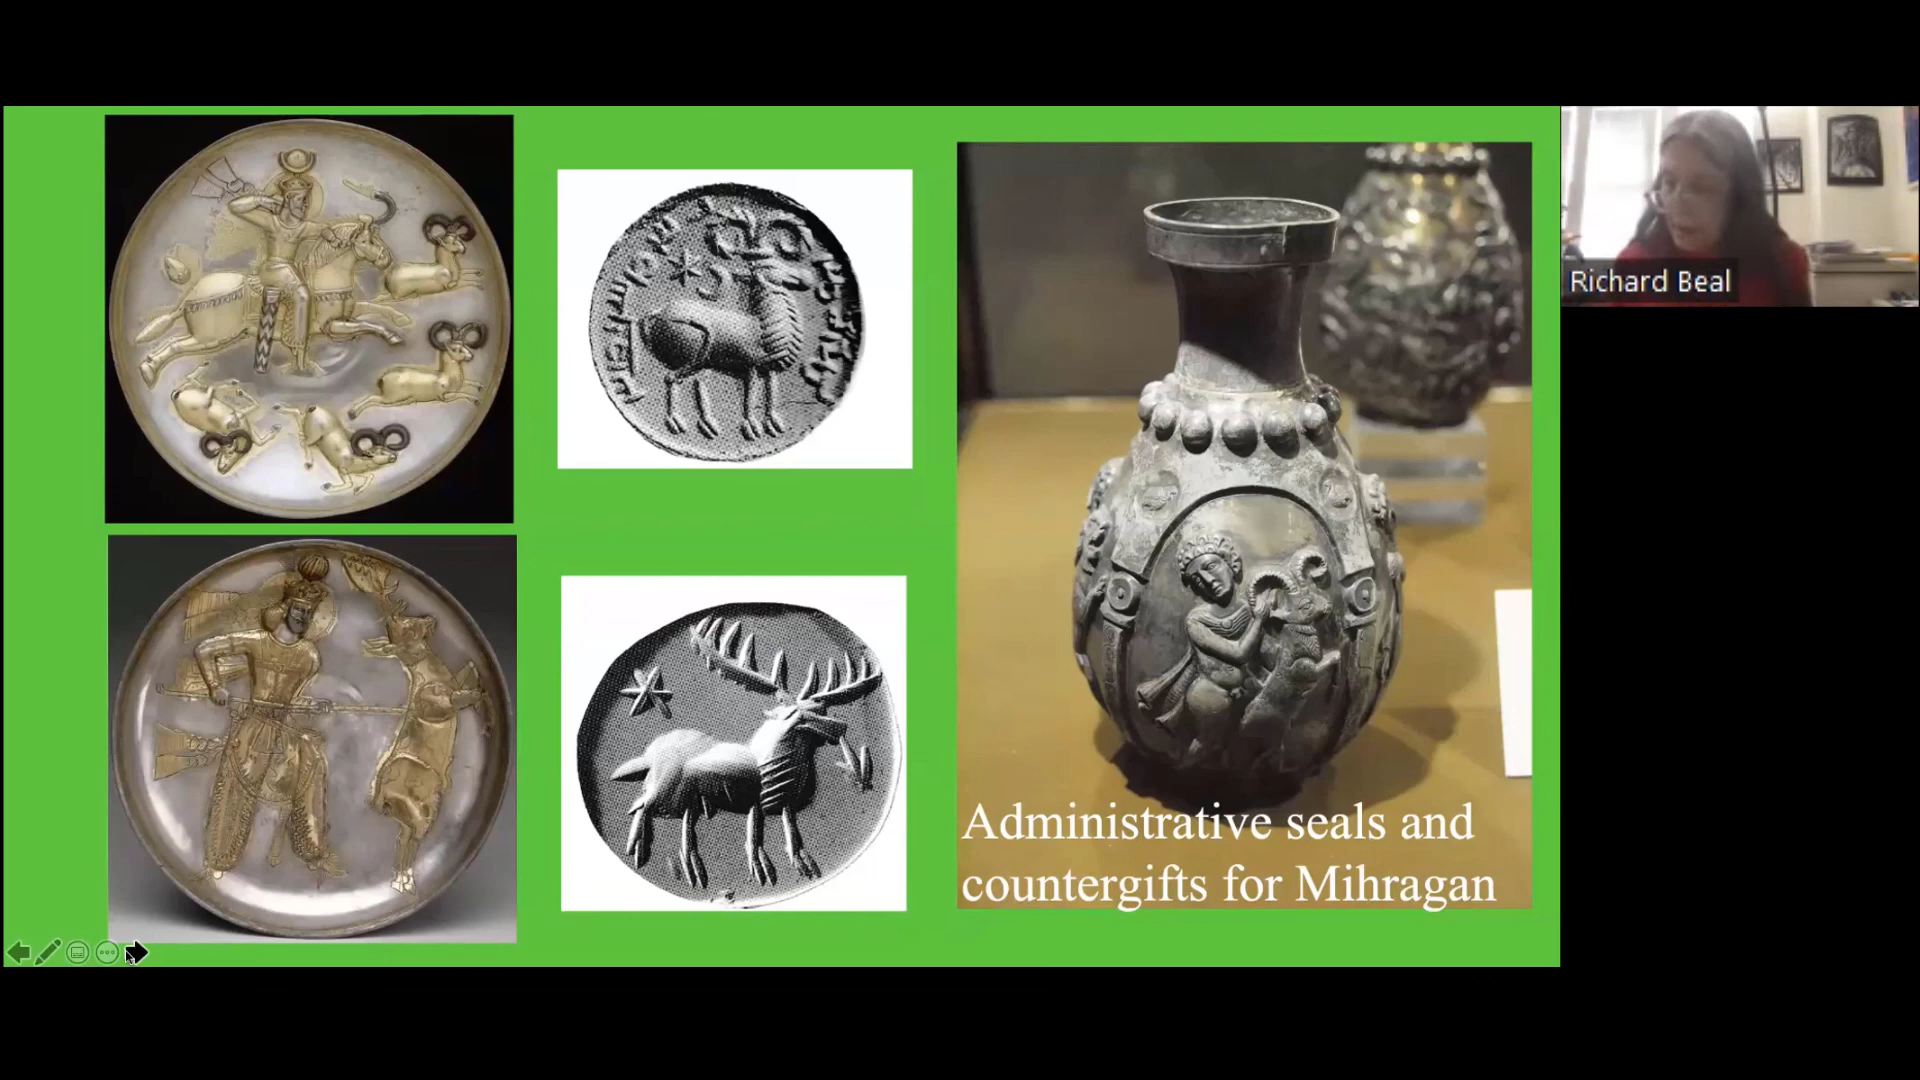 Richard Beal
Administrative seals and
countergifts for Mihragan